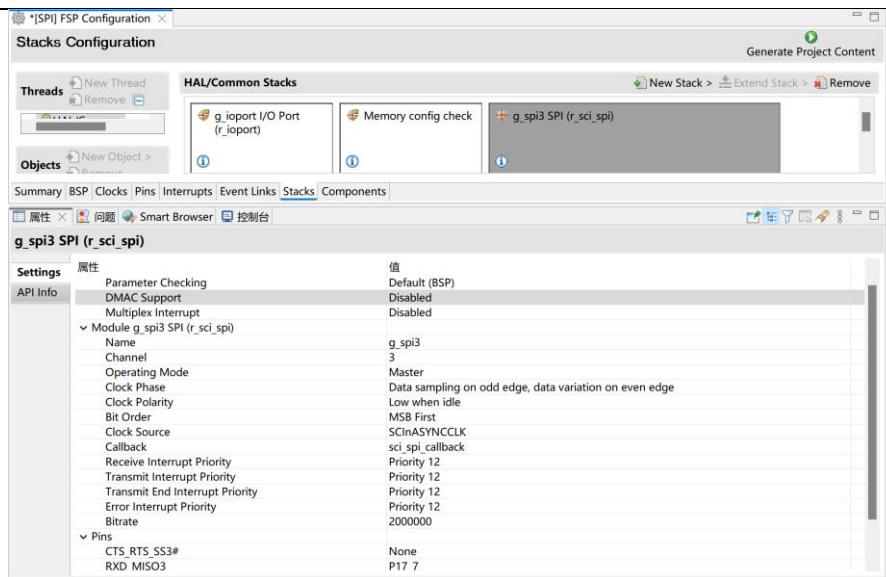 *[SPI] FSP Configuration
Stacks Configuration
Generate Project Content
Threads
New Thread
Remove
HAL/Common Stacks
New Stack > Extend Stack > Remove
g_ioport I/O Port (r_ioport)
Memory config check
g_spi3 SPI (r_sci_spi)
Objects
New Object >
Summary BSP Clocks Pins Interrupts Event Links Stacks Components
属性 问题 Smart Browser 控制台
g_spi3 SPI (r_sci_spi)
Settings
API Info
属性 值
Parameter Checking Default (BSP)
DMAC Support Disabled
Multiplex Interrupt Disabled
Module g_spi3 SPI (r_sci_spi)
Name g_spi3
Channel 3
Operating Mode Master
Clock Phase Data sampling on odd edge, data variation on even edge
Clock Polarity Low when idle
Bit Order MSB First
Clock Source SCInASYNCCLK
Callback sci_spi_callback
Receive Interrupt Priority Priority 12
Transmit Interrupt Priority Priority 12
Transmit End Interrupt Priority Priority 12
Error Interrupt Priority Priority 12
Bitrate 2000000
Pins
CTS_RTS_SS3# None
RXD_MISO3 P17_7